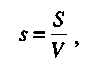 s = S/V ,